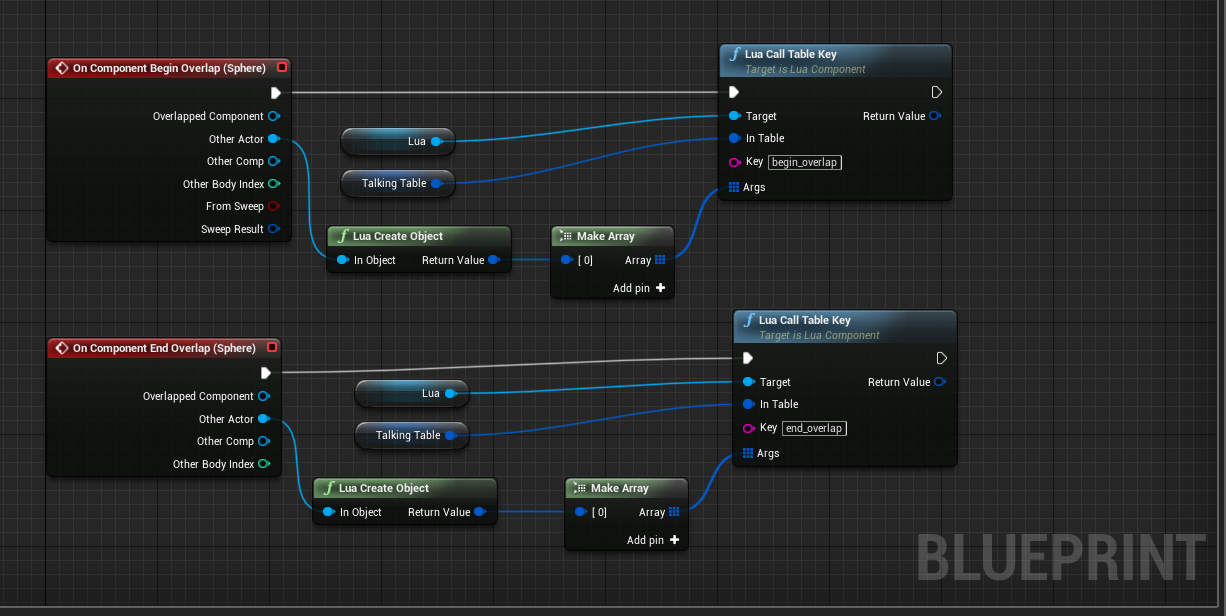 On Component Begin Overlap (Sphere)
Overlapped Component
Other Actor
Other Comp
Other Body Index
From Sweep
Sweep Result
Lua
Talking Table
Lua Create Object
In Object Return Value
Make Array
[ 0] Array
Add pin
Lua Call Table Key
Target is Lua Component
Target Return Value
In Table
Key begin_overlap
Args
On Component End Overlap (Sphere)
Overlapped Component
Other Actor
Other Comp
Other Body Index
Lua
Talking Table
Lua Create Object
In Object Return Value
Make Array
[ 0] Array
Add pin
Lua Call Table Key
Target is Lua Component
Target Return Value
In Table
Key end_overlap
Args
BLUEPRINT